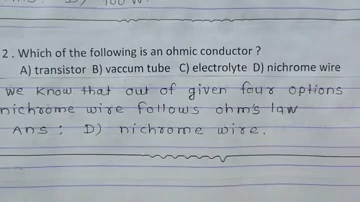 2 . Which of the following is an ohmic conductor ?
A) transistor B) vaccum tube C) electrolyte D) nichrome wire
we know that out of given four options
nichrome wire follows ohm's law
Ans : D) nichrome wire.